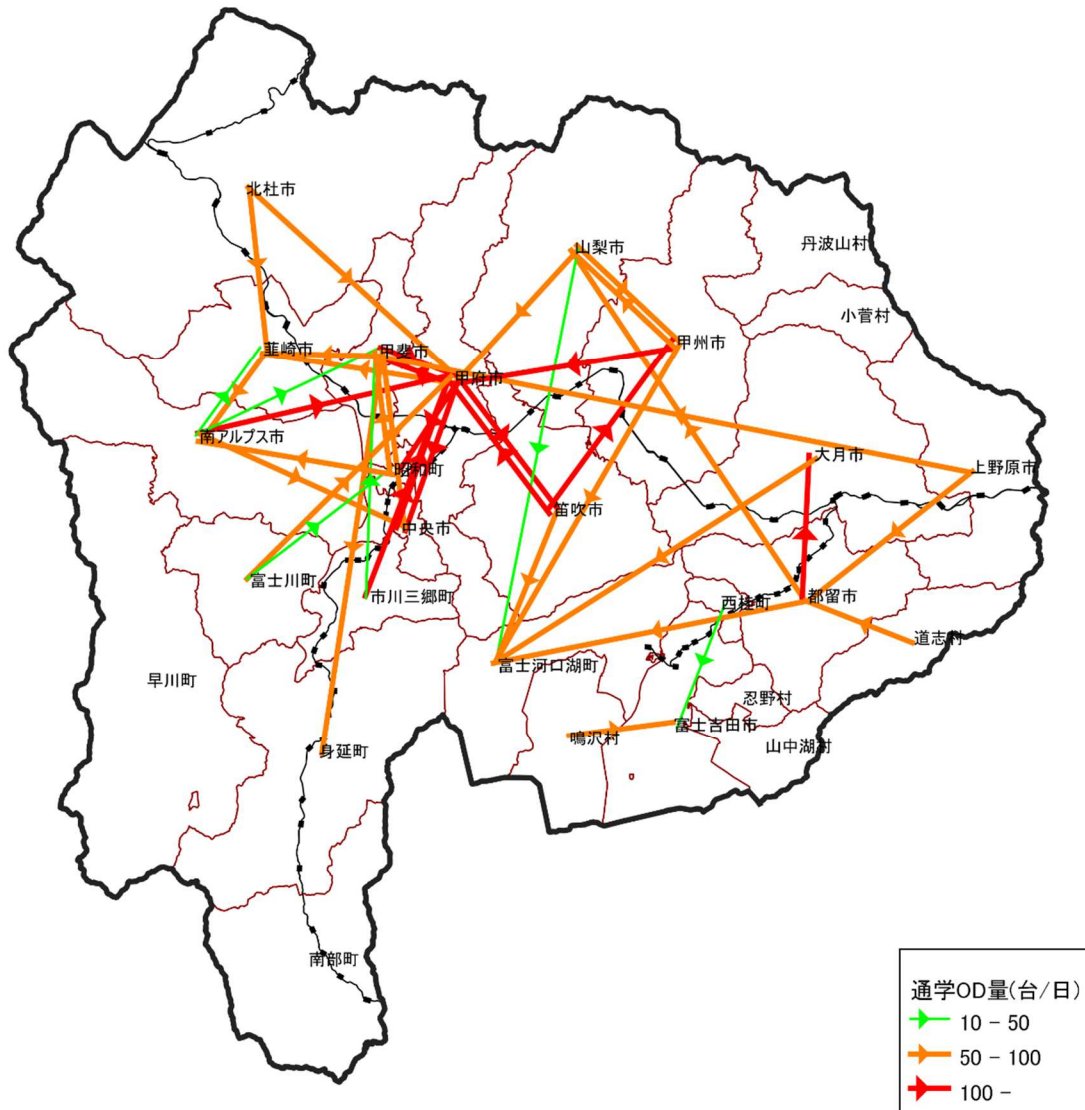 北杜市
丹波山村
山梨市
小菅村
甲州市
韮崎市
甲斐市
甲府市
南アルプス市
大月市
上野原市
昭和町
笛吹市
中央市
富士川町
市川三郷町
西桂町
都留市
道志村
富士河口湖町
早川町
忍野村
富士吉田市
鳴沢村
山中湖村
身延町
南部町
通学OD量(台/日)
10 - 50
50 - 100
100 -